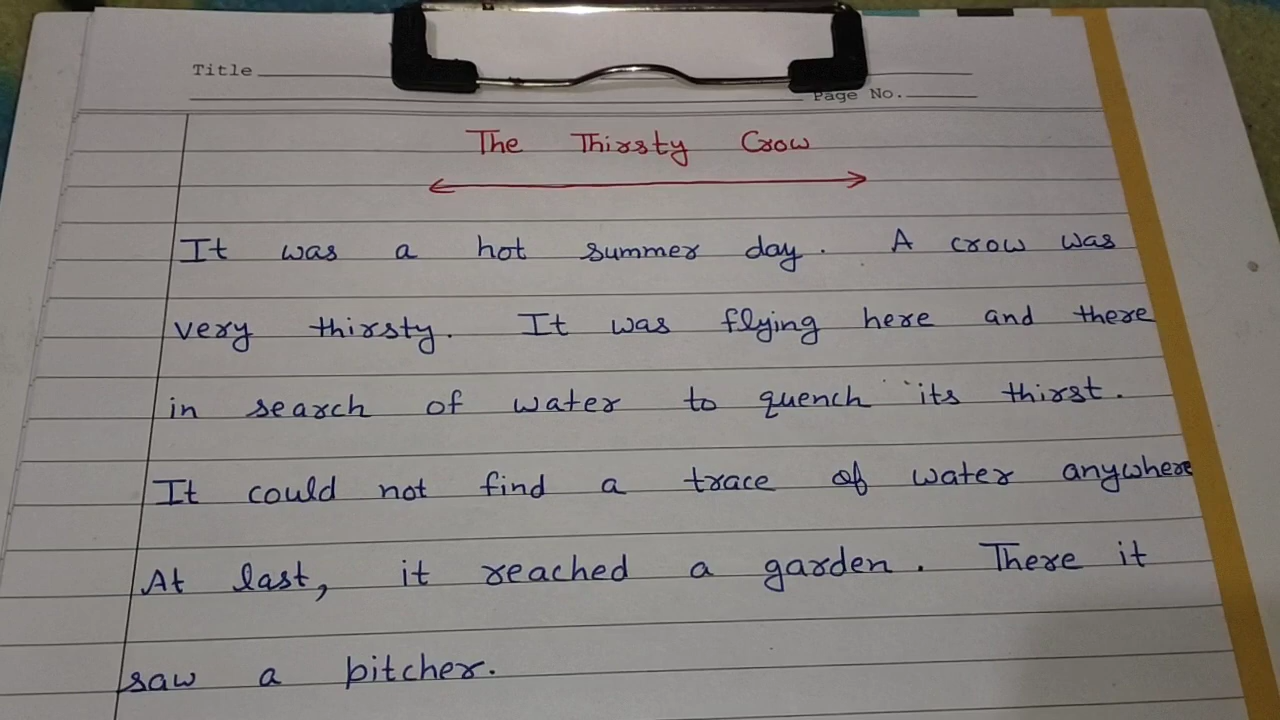 Title
Page No.
The Thirsty Crow
It was a hot summer day. A crow was
very thirsty. It was flying here and there
in search of water to quench its thirst.
It could not find a trace of water anywhere
At last, it reached a garden. There it
saw a bitcher.